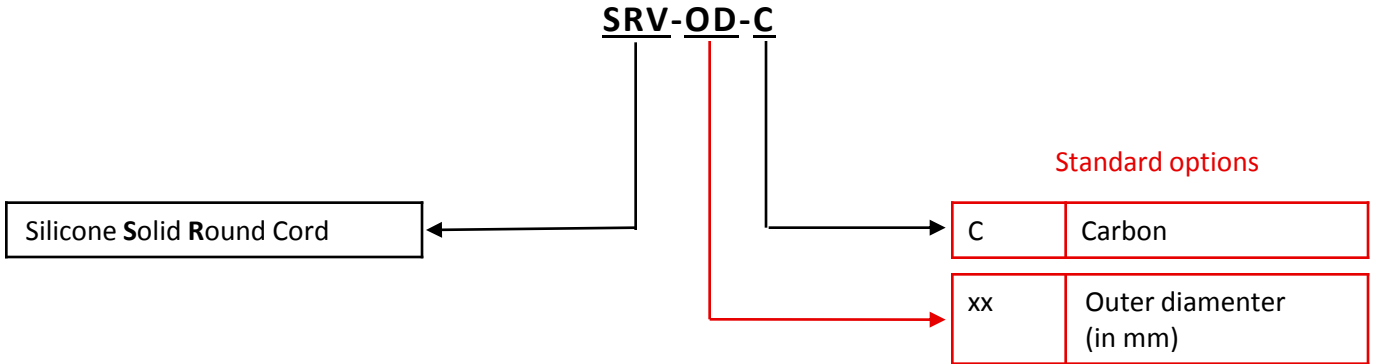 SRV-OD-C
Standard options
Silicone Solid Round Cord
C Carbon
xx Outer diamenter
(in mm)